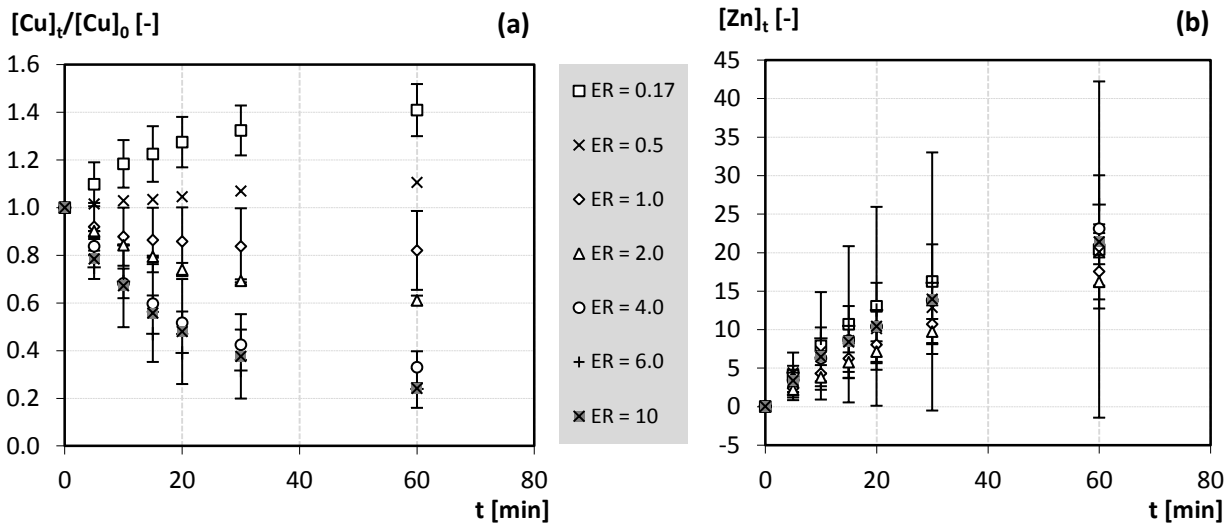 [Cu]t/[Cu]0 [-]
(a)
1.6
1.4
1.2
1.0
0.8
0.6
0.4
0.2
0.0
0
20
40
60
80
t [min]
ER = 0.17
ER = 0.5
ER = 1.0
ER = 2.0
ER = 4.0
ER = 6.0
ER = 10
[Zn]t [-]
(b)
45
40
35
30
25
20
15
10
5
0
-5
0
20
40
60
80
t [min]